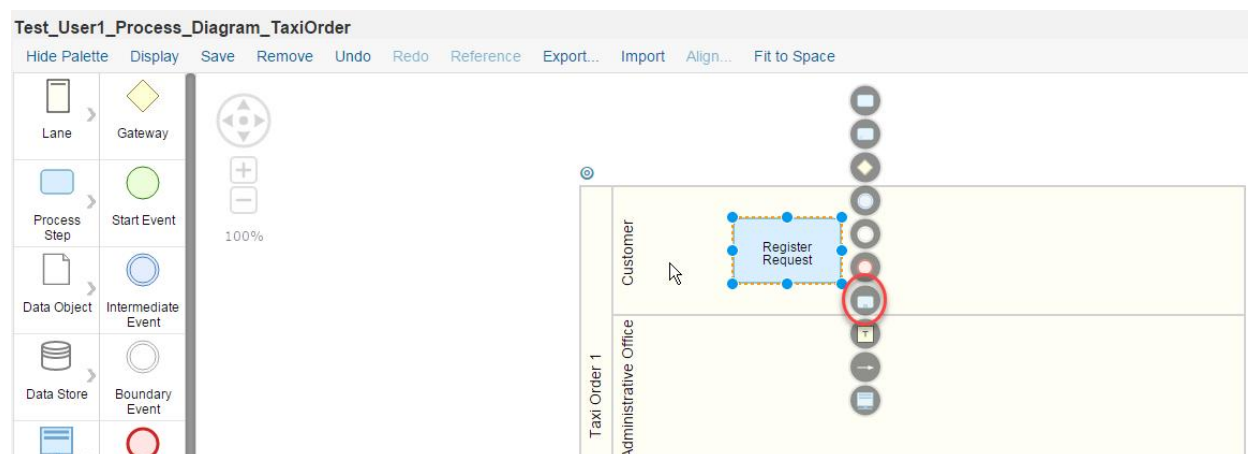 Test_User1_Process_Diagram_TaxiOrder
Hide Palette Display Save Remove Undo Redo Reference Export... Import Align... Fit to Space
Lane
Gateway
Process
Step
Start Event
Data Object
Intermediate
Event
Data Store
Boundary
Event
100%
Taxi Order 1
Customer
Register
Request
Administrative Office
T